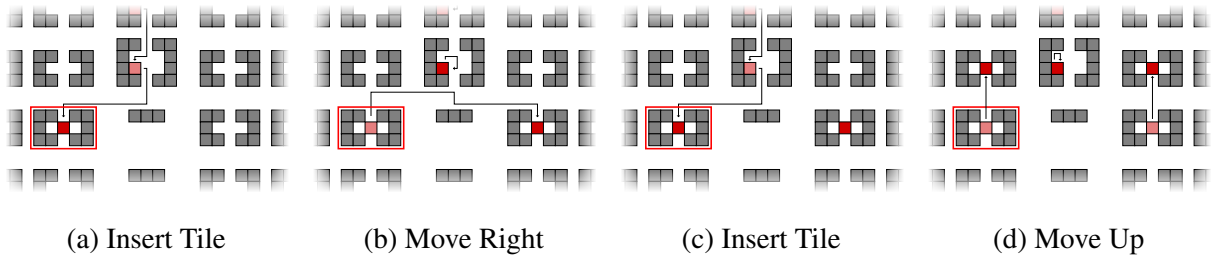 (a) Insert Tile
(b) Move Right
(c) Insert Tile
(d) Move Up